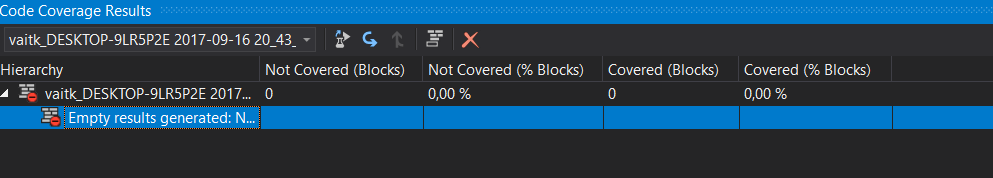 Code Coverage Results
vaitk_DESKTOP-9LR5P2E 2017-09-16 20_43_
Hierarchy Not Covered (Blocks) Not Covered (% Blocks) Covered (Blocks) Covered (% Blocks)
vaitk_DESKTOP-9LR5P2E 2017... 0 0,00 % 0 0,00 %
Empty results generated: N...